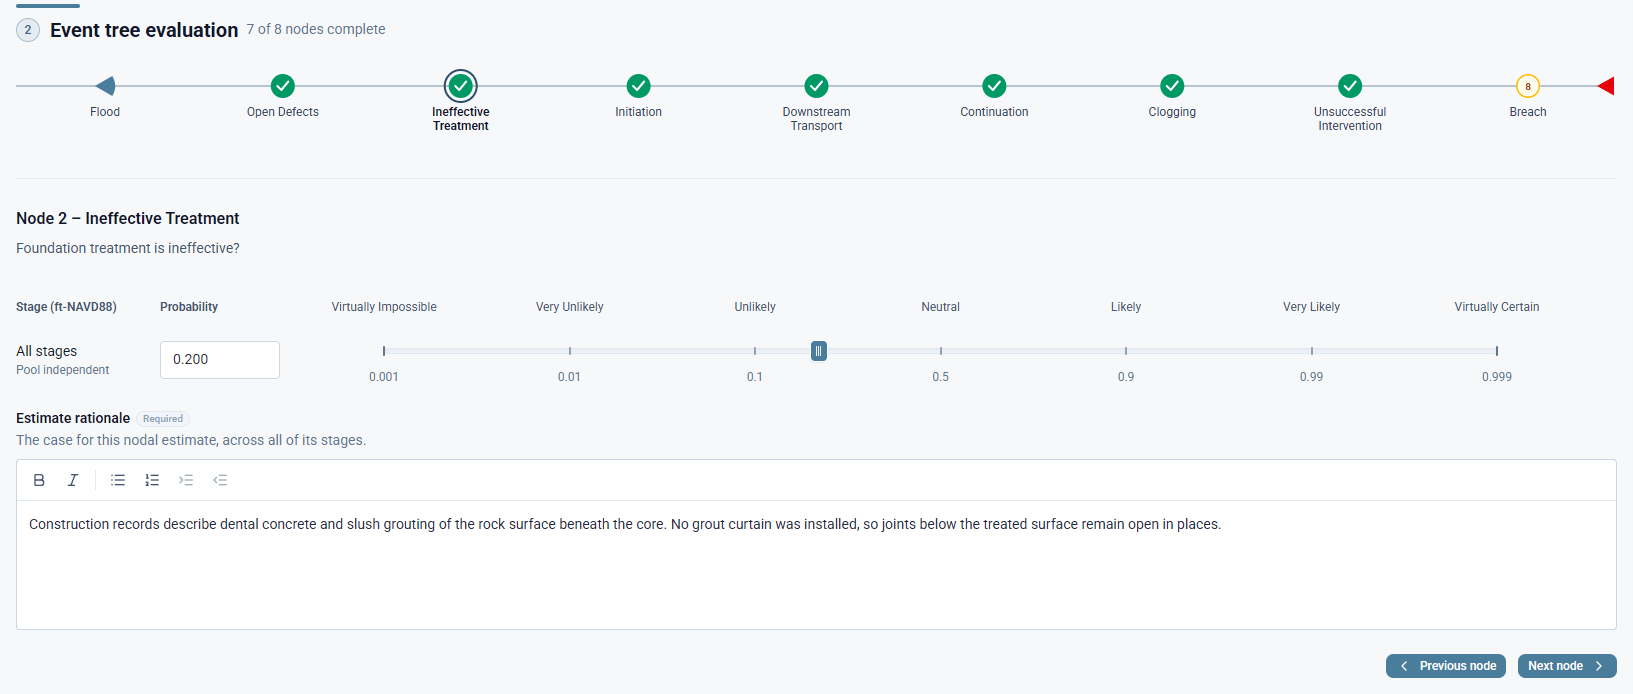 2 Event tree evaluation 7 of 8 nodes complete
8
Flood Open Defects Ineffective Treatment Initiation Downstream Transport Continuation Clogging Unsuccessful Intervention Breach
Node 2 – Ineffective Treatment
Foundation treatment is ineffective?
Stage (ft-NAVD88) Probability Virtually Impossible Very Unlikely Unlikely Neutral Likely Very Likely Virtually Certain
All stages 0.200
Pool independent 0.001 0.01 0.1 0.5 0.9 0.99 0.999
Estimate rationale Required
The case for this nodal estimate, across all of its stages.
B I
Construction records describe dental concrete and slush grouting of the rock surface beneath the core. No grout curtain was installed, so joints below the treated surface remain open in places.
Previous node Next node